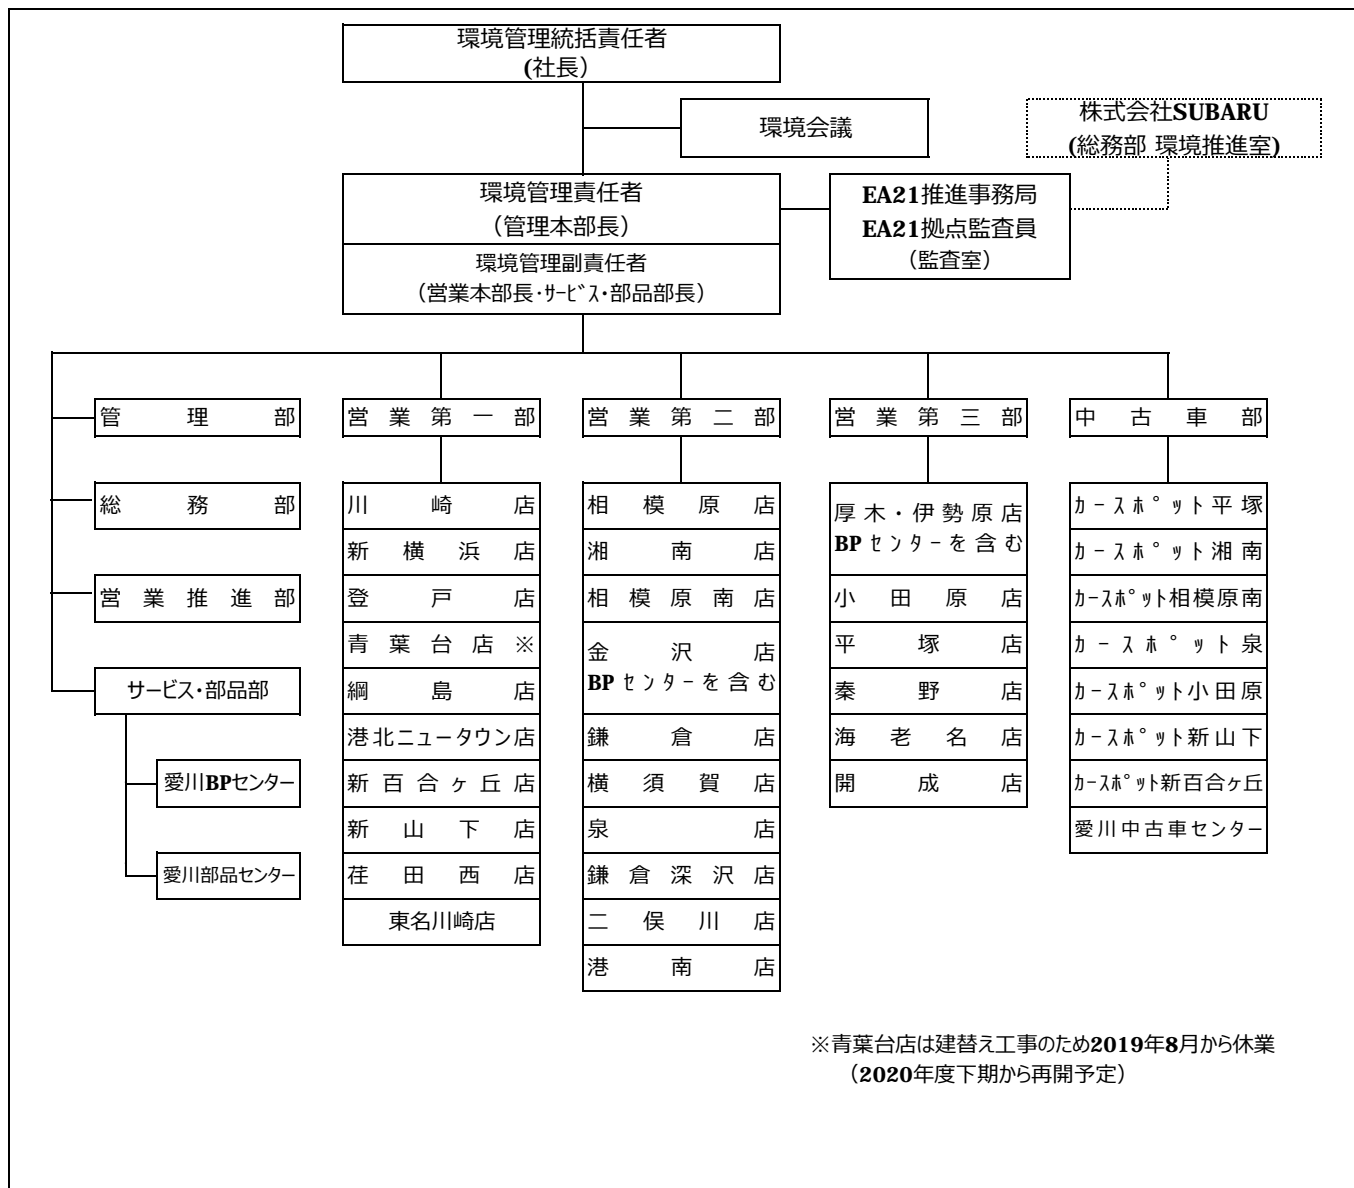 環境管理統括責任者
(社長）
環境会議
株式会社SUBARU
(総務部 環境推進室)
環境管理責任者
（管理本部長）
EA21推進事務局
EA21拠点監査員
（監査室）
環境管理副責任者
（営業本部長・ｻｰﾋﾞｽ・部品部長）
管理部
総務部
営業推進部
サービス・部品部
愛川BPセンター
愛川部品センター
営業第一部
川崎店
新横浜店
登戸店
青葉台店※
綱島店
港北ニュータウン店
新百合ヶ丘店
新山下店
荏田西店
東名川崎店
営業第二部
相模原店
湘南店
相模原南店
金沢店
BPセンターを含む
鎌倉店
横須賀店
泉店
鎌倉深沢店
二俣川店
港南店
営業第三部
厚木・伊勢原店
BPセンターを含む
小田原店
平塚店
秦野店
海老名店
開成店
中古車部
ｶｰｽﾎﾟｯﾄ平塚
ｶｰｽﾎﾟｯﾄ湘南
ｶｰｽﾎﾟｯﾄ相模原南
ｶｰｽﾎﾟｯﾄ泉
ｶｰｽﾎﾟｯﾄ小田原
ｶｰｽﾎﾟｯﾄ新山下
ｶｰｽﾎﾟｯﾄ新百合ヶ丘
愛川中古車センター
※青葉台店は建替え工事のため2019年8月から休業
（2020年度下期から再開予定）